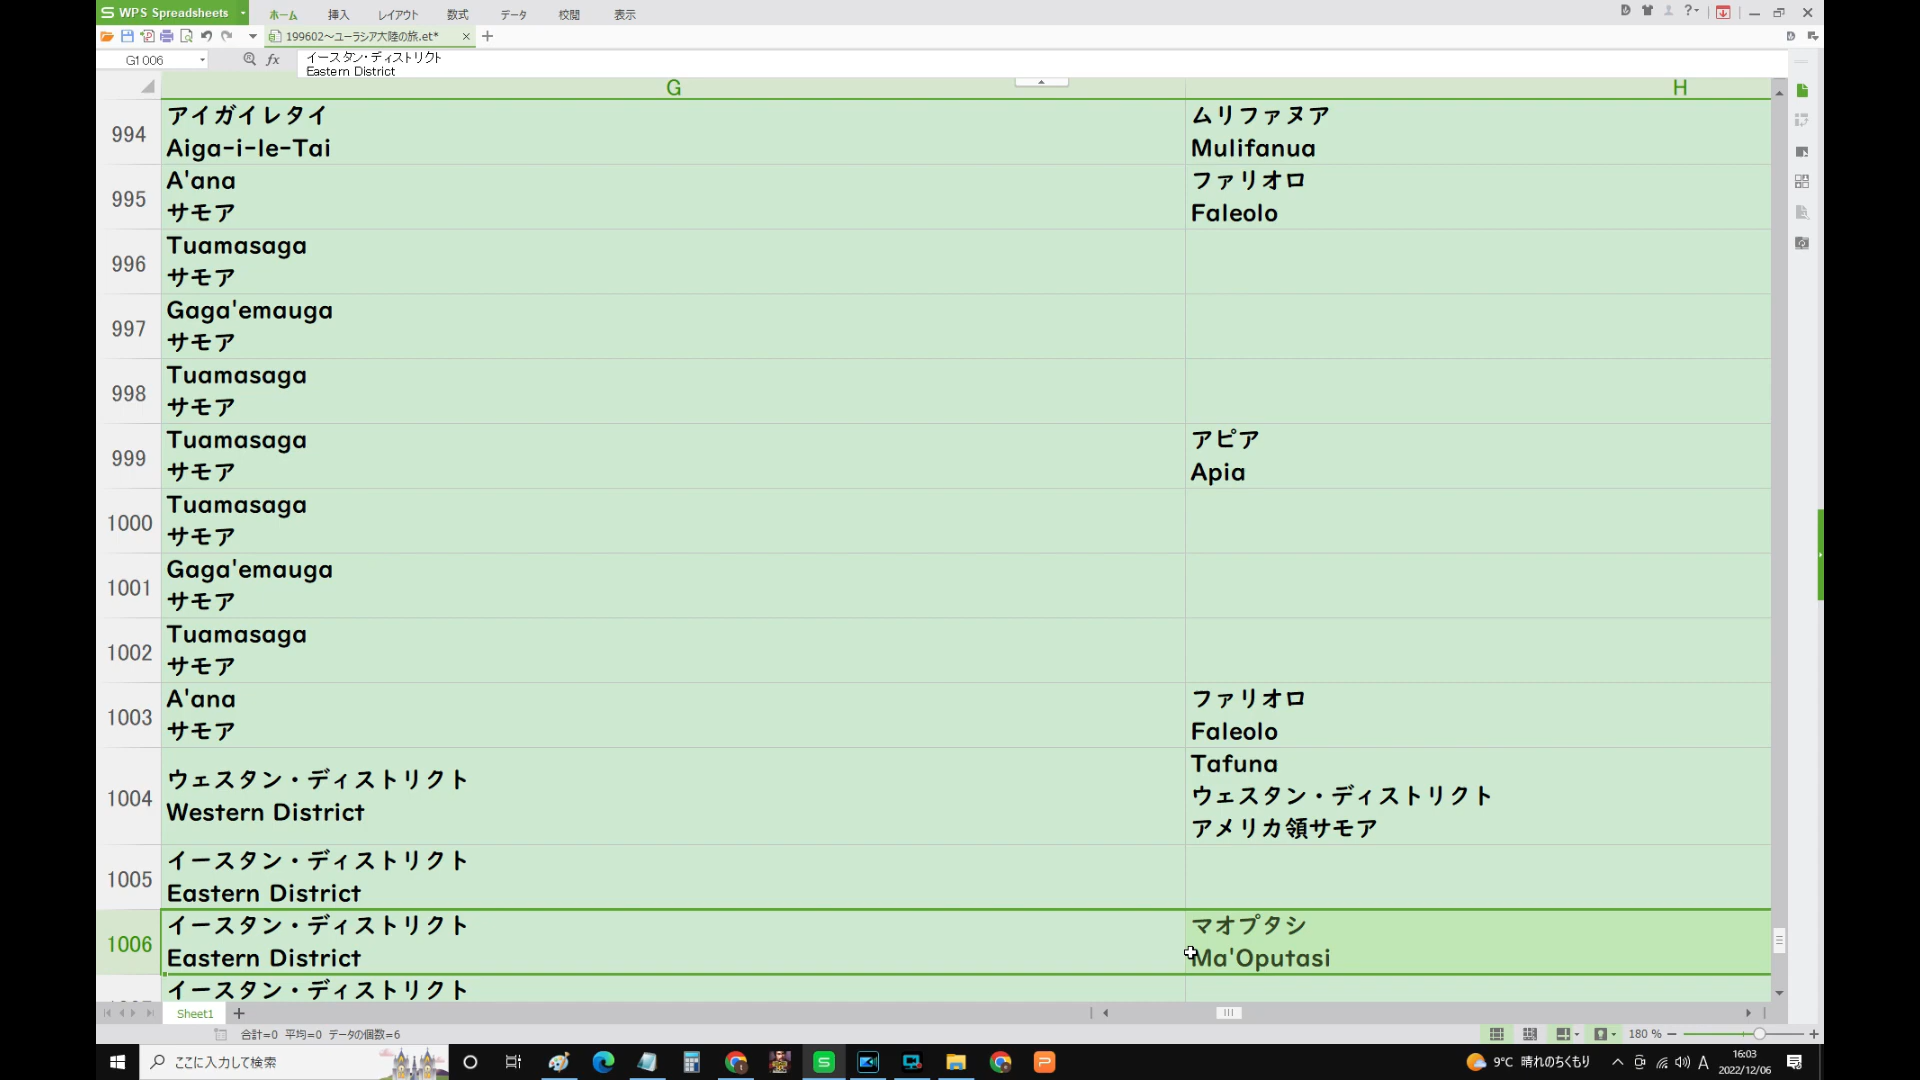 WPS Spreadsheets
ホーム 挿入 レイアウト 数式 データ 校閲 表示
199602～ユーラシア大陸の旅.et*
G1006
fx
イースタン・ディストリクト
Eastern District
G H
994
アイガイレタイ
Aiga-i-le-Tai
ムリファヌア
Mulifanua
995
A'ana
サモア
ファリオロ
Faleolo
996
Tuamasaga
サモア
997
Gaga'emauga
サモア
998
Tuamasaga
サモア
999
Tuamasaga
サモア
アピア
Apia
1000
Tuamasaga
サモア
1001
Gaga'emauga
サモア
1002
Tuamasaga
サモア
1003
A'ana
サモア
ファリオロ
Faleolo
1004
ウェスタン・ディストリクト
Western District
Tafuna
ウェスタン・ディストリクト
アメリカ領サモア
1005
イースタン・ディストリクト
Eastern District
1006
イースタン・ディストリクト
Eastern District
マオプタシ
Ma'Oputasi
イースタン・ディストリクト
Sheet1
合計=0 平均=0 データの個数=6
180 %
ここに入力して検索
9°C 晴れのちくもり
A
16:03
2022/12/06